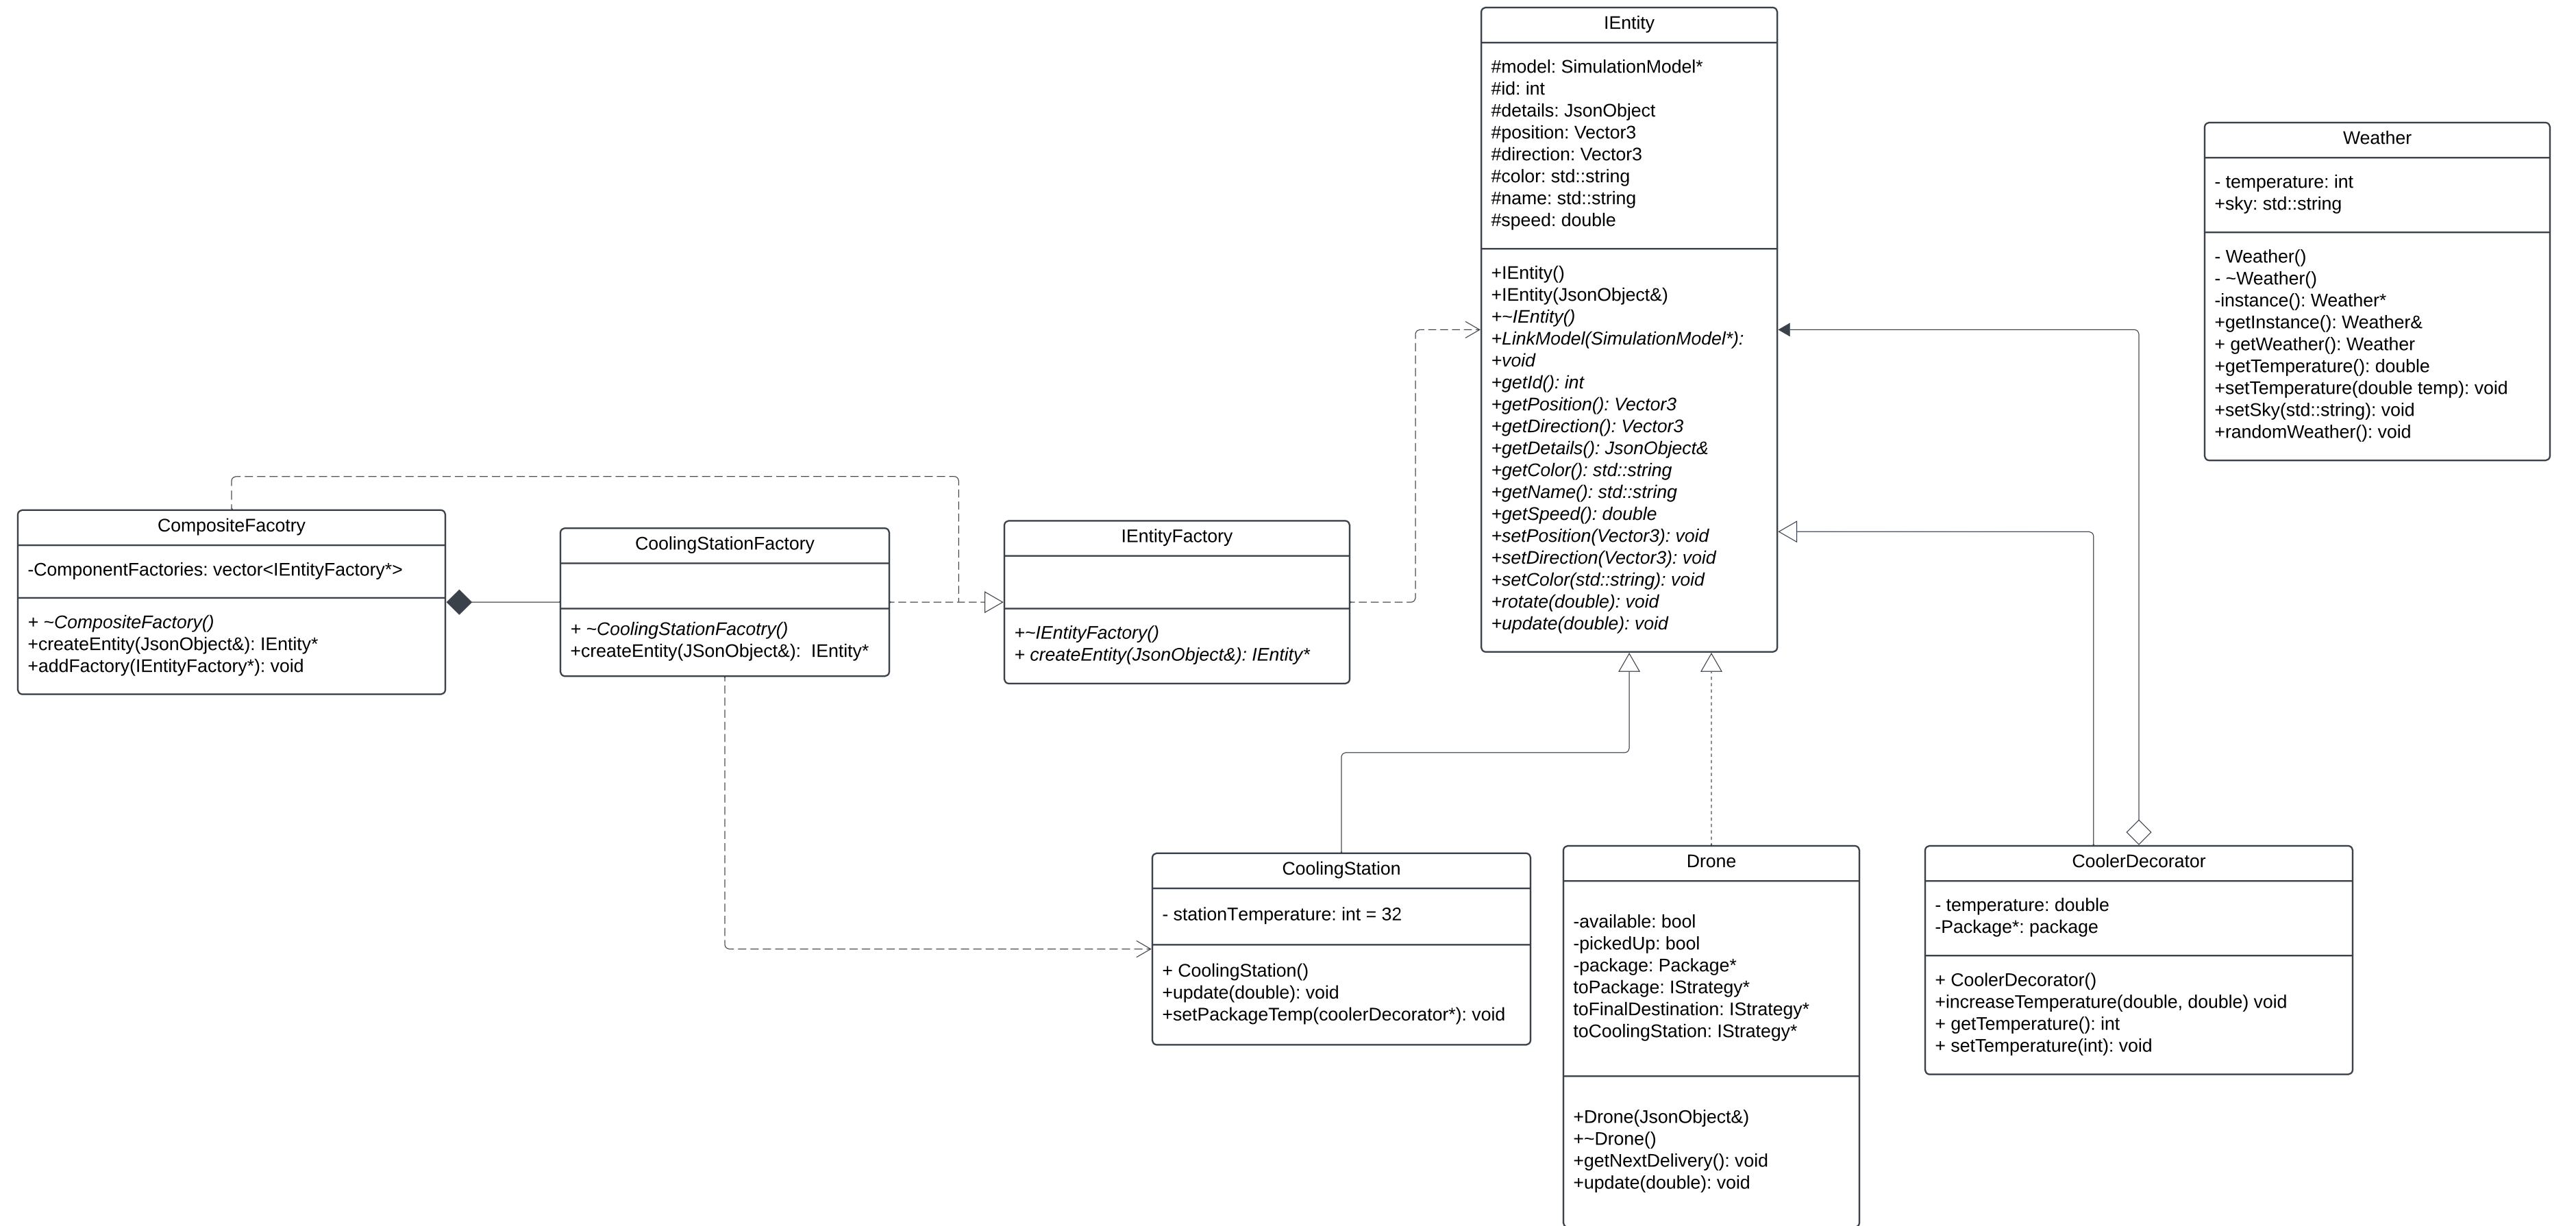 IEntity
#model: SimulationModel*
#id: int
#details: JsonObject
#position: Vector3
#direction: Vector3
#color: std::string
#name: std::string
#speed: double
+IEntity()
+IEntity(JsonObject&)
+~IEntity()
+LinkModel(SimulationModel*):
+void
+getId(): int
+getPosition(): Vector3
+getDirection(): Vector3
+getDetails(): JsonObject&
+getColor(): std::string
+getName(): std::string
+getSpeed(): double
+setPosition(Vector3): void
+setDirection(Vector3): void
+setColor(std::string): void
+rotate(double): void
+update(double): void
Weather
- temperature: int
+sky: std::string
- Weather()
- ~Weather()
-instance(): Weather*
+getInstance(): Weather&
+ getWeather(): Weather
+getTemperature(): double
+setTemperature(double temp): void
+setSky(std::string): void
+randomWeather(): void
CompositeFacotry
-ComponentFactories: vector<IEntityFactory*>
+ ~CompositeFactory()
+createEntity(JsonObject&): IEntity*
+addFactory(IEntityFactory*): void
CoolingStationFactory
+ ~CoolingStationFacotry()
+createEntity(JSonObject&):  IEntity*
IEntityFactory
+~IEntityFactory()
+ createEntity(JsonObject&): IEntity*
CoolingStation
- stationTemperature: int = 32
+ CoolingStation()
+update(double): void
+setPackageTemp(coolerDecorator*): void
Drone
-available: bool
-pickedUp: bool
-package: Package*
toPackage: IStrategy*
toFinalDestination: IStrategy*
toCoolingStation: IStrategy*
+Drone(JsonObject&)
+~Drone()
+getNextDelivery(): void
+update(double): void
CoolerDecorator
- temperature: double
-Package*: package
+ CoolerDecorator()
+increaseTemperature(double, double) void
+ getTemperature(): int
+ setTemperature(int): void